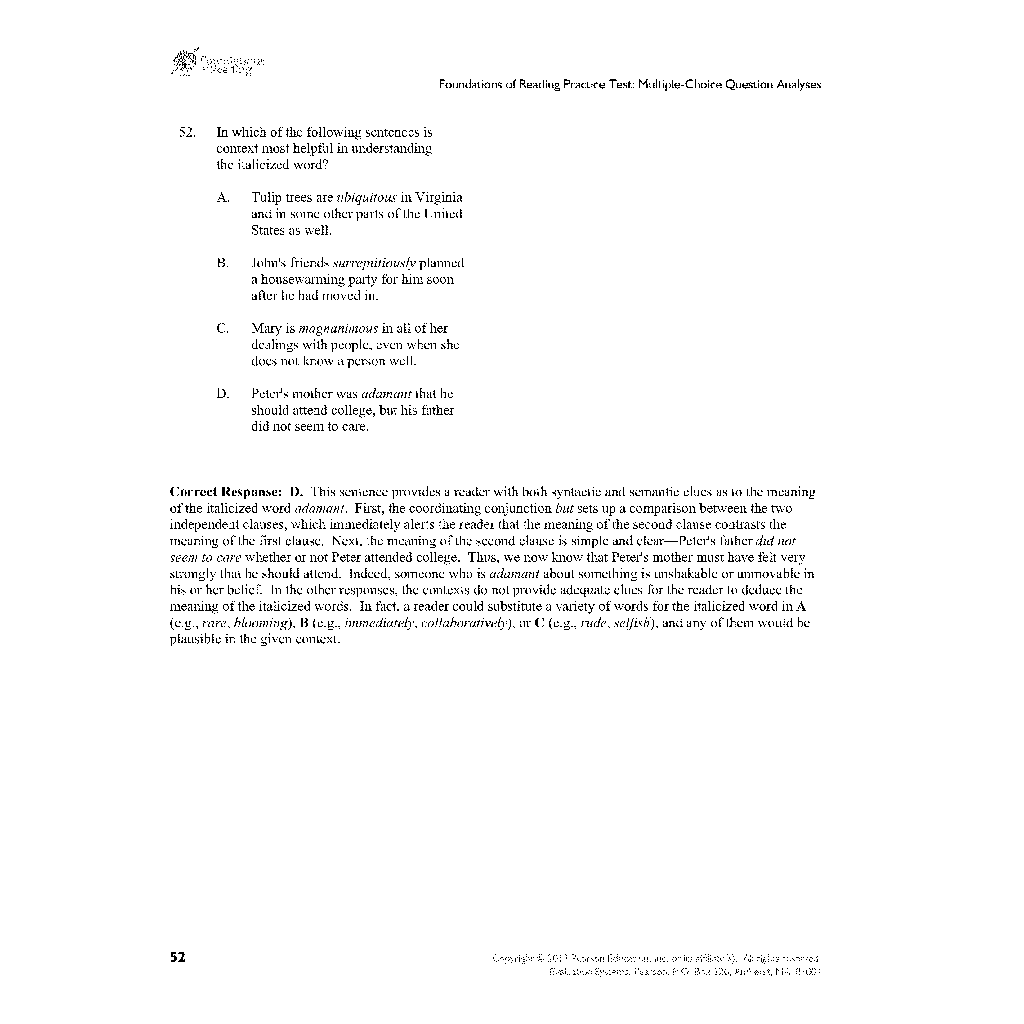 Foundations of Reading Practice Test: Multiple-Choice Question Analyses
52. In which of the following sentences is
context most helpful in understanding
the italicized word?
A. Tulip trees are ubiquitous in Virginia
and in some other parts of the United
States as well.
B. John's friends surreptitiously planned
a housewarming party for him soon
after he had moved in.
C. Mary is magnanimous in all of her
dealings with people, even when she
does not know a person well.
D. Peter's mother was adamant that he
should attend college, but his father
did not seem to care.
Correct Response: D. This sentence provides a reader with both syntactic and semantic clues as to the meaning
of the italicized word adamant. First, the coordinating conjunction but sets up a comparison between the two
independent clauses, which immediately alerts the reader that the meaning of the second clause contrasts the
meaning of the first clause. Next, the meaning of the second clause is simple and clear—Peter's father did not
seem to care whether or not Peter attended college. Thus, we now know that Peter's mother must have felt very
strongly that he should attend. Indeed, someone who is adamant about something is unshakable or unmovable in
his or her belief. In the other responses, the contexts do not provide adequate clues for the reader to deduce the
meaning of the italicized words. In fact, a reader could substitute a variety of words for the italicized word in A
(e.g., rare, blooming), B (e.g., immediately, collaboratively), or C (e.g., rude, selfish), and any of them would be
plausible in the given context.
52
Copyright © Pearson Education, Inc. or its affiliate(s). All rights reserved.
Evaluation Systems, Pearson, P.O. Box 226, Amherst, MA